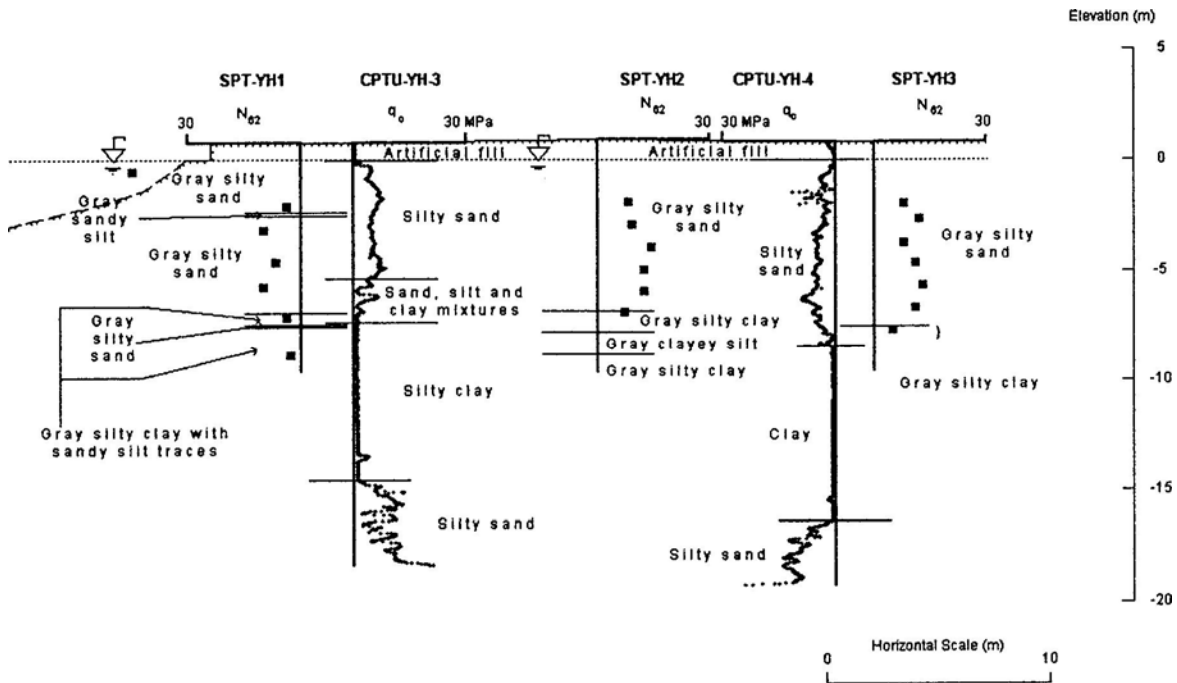 Elevation (m)
5
SPT-YH1
CPTU-YH-3
SPT-YH2
CPTU-YH-4
SPT-YH3
N62
qc
N62
qc
N62
30
30 MPa
30
30 MPa
30
Artificial fill
Artificial fill
0
Gray silty
sand
Gray
sandy
silt
Silty sand
Gray silty
sand
Silty
sand
Gray silty
sand
Gray silty
sand
-5
Sand, silt and
clay mixtures
Gray
silty
sand
Gray silty clay
Gray clayey silt
Gray silty clay
Gray silty clay
Silty clay
-10
Gray silty clay with
sandy silt traces
Clay
-15
Silty sand
Silty sand
-20
Horizontal Scale (m)
0
10